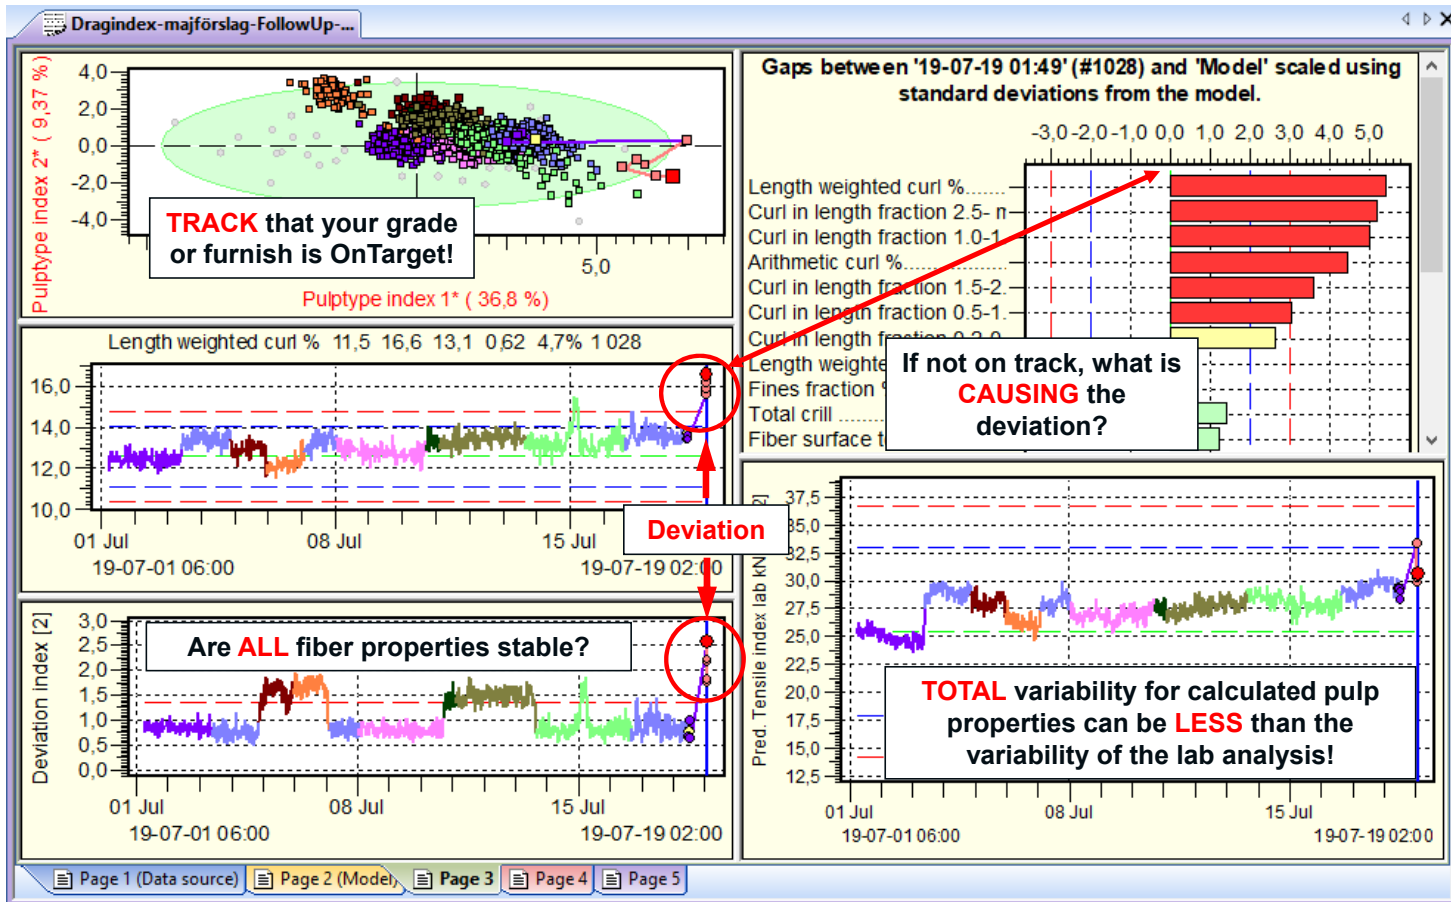 Dragindex-majförslag-FollowUp-...
Pulptype index 2* ( 9,37 %)
4,0
2,0
0,0
-2,0
-4,0
TRACK that your grade
or furnish is OnTarget!
5,0
Pulptype index 1* ( 36,8 %)
Gaps between '19-07-19 01:49' (#1028) and 'Model' scaled using
standard deviations from the model.
-3,0 -2,0 -1,0 0,0 1,0 2,0 3,0 4,0 5,0
Length weighted curl %.......
Curl in length fraction 2.5- m
Curl in length fraction 1.0-1.
Arithmetic curl %
Curl in length fraction 1.5-2.
Curl in length fraction 0.5-1.
Curl in length fraction 0.2-0.
Length weighted
Fines fraction
Total crill
Fiber surface t
If not on track, what is
CAUSING the
deviation?
Length weighted curl % 11,5 16,6 13,1 0,62 4,7% 1 028
16,0
14,0
12,0
10,0
01 Jul 08 Jul 15 Jul
19-07-01 06:00 19-07-19 02:00
Deviation
Deviation index [2]
3,0
2,5
2,0
1,5
1,0
0,5
0,0
Are ALL fiber properties stable?
01 Jul 08 Jul 15 Jul
19-07-01 06:00 19-07-19 02:00
Pred. Tensile index lab kN 2]
37,5
35,0
32,5
30,0
27,5
25,0
22,5
20,0
17,5
15,0
12,5
TOTAL variability for calculated pulp
properties can be LESS than the
variability of the lab analysis!
01 Jul 08 Jul 15 Jul
19-07-01 06:00 19-07-19 02:00
Page 1 (Data source) Page 2 (Model) Page 3 Page 4 Page 5